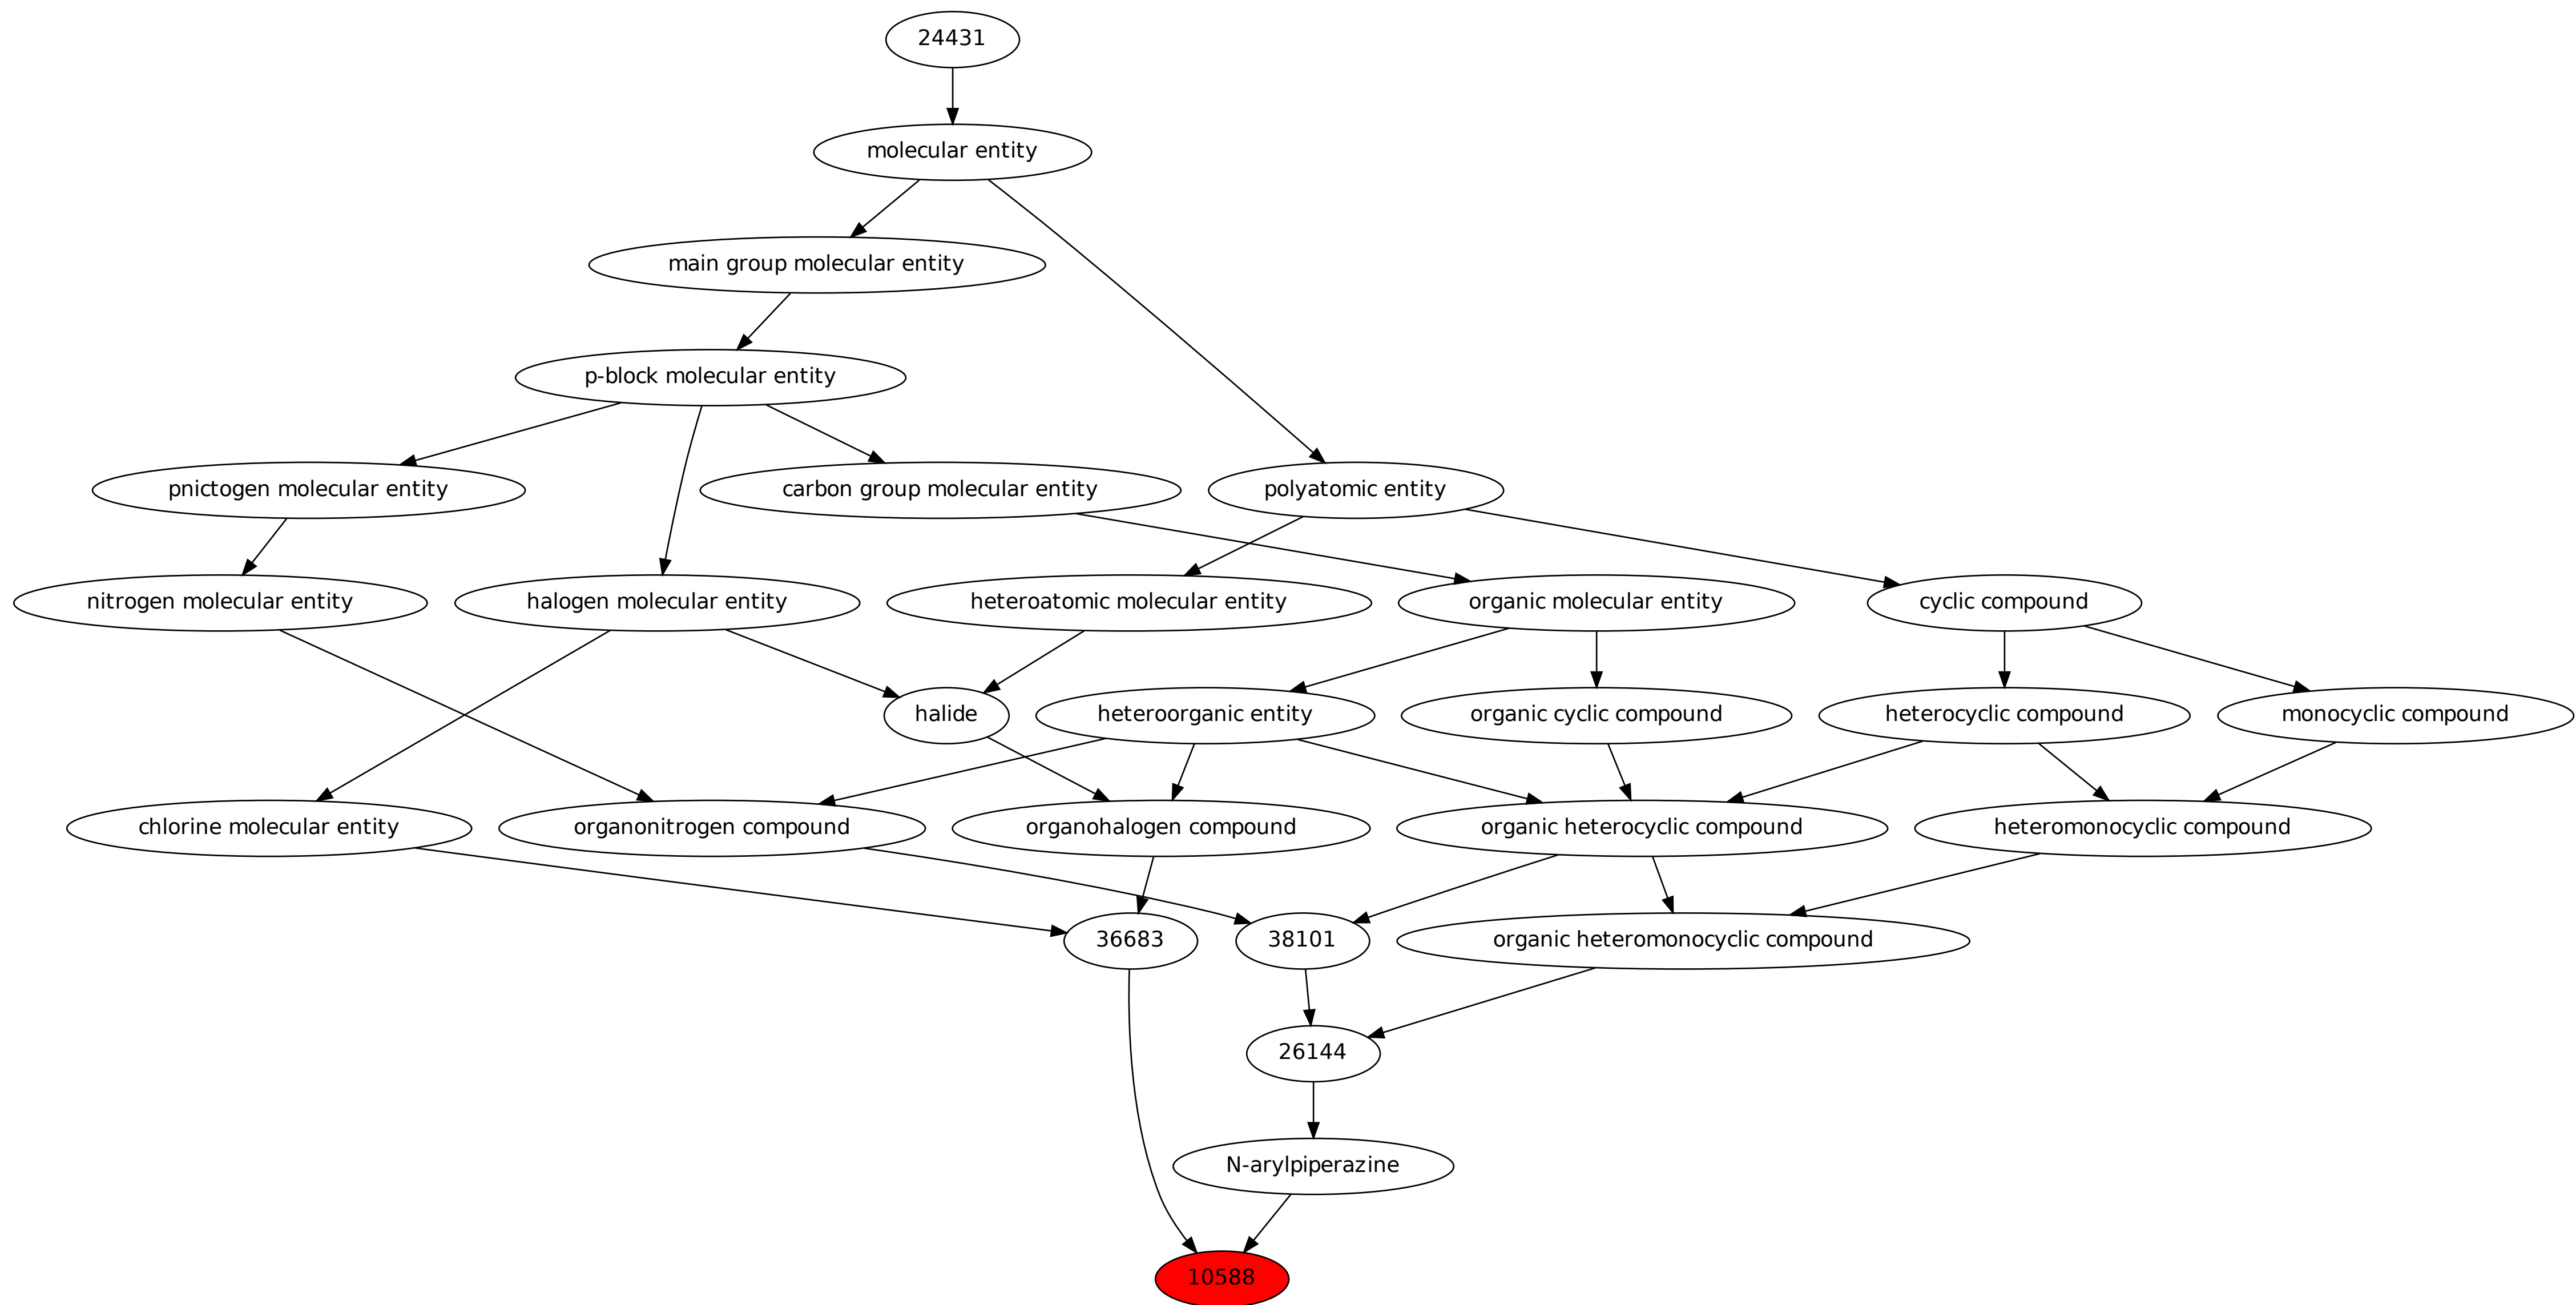 24431
molecular entity
main group molecular entity
p-block molecular entity
pnictogen molecular entity
carbon group molecular entity
polyatomic entity
nitrogen molecular entity
halogen molecular entity
heteroatomic molecular entity
organic molecular entity
cyclic compound
halide
heteroorganic entity
organic cyclic compound
heterocyclic compound
monocyclic compound
chlorine molecular entity
organonitrogen compound
organohalogen compound
organic heterocyclic compound
heteromonocyclic compound
36683
38101
organic heteromonocyclic compound
26144
N-arylpiperazine
10588